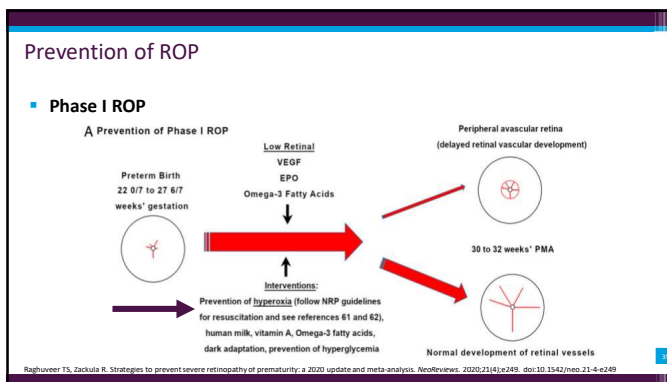 Prevention of ROP
Phase I ROP
A Prevention of Phase I ROP
Preterm Birth
22 0/7 to 27 6/7
weeks' gestation
Low Retinal
VEGF
EPO
Omega-3 Fatty Acids
Interventions:
Prevention of hyperoxia (follow NRP guidelines
for resuscitation and see references 61 and 62),
human milk, vitamin A, Omega-3 fatty acids,
dark adaptation, prevention of hyperglycemia
Peripheral avascular retina
(delayed retinal vascular development)
30 to 32 weeks' PMA
Normal development of retinal vessels
Raghuveer TS, Zackula R. Strategies to prevent severe retinopathy of prematurity: a 2020 update and meta-analysis. NeoReviews. 2020;21(4);e249. doi:10.1542/neo.21-4-e249